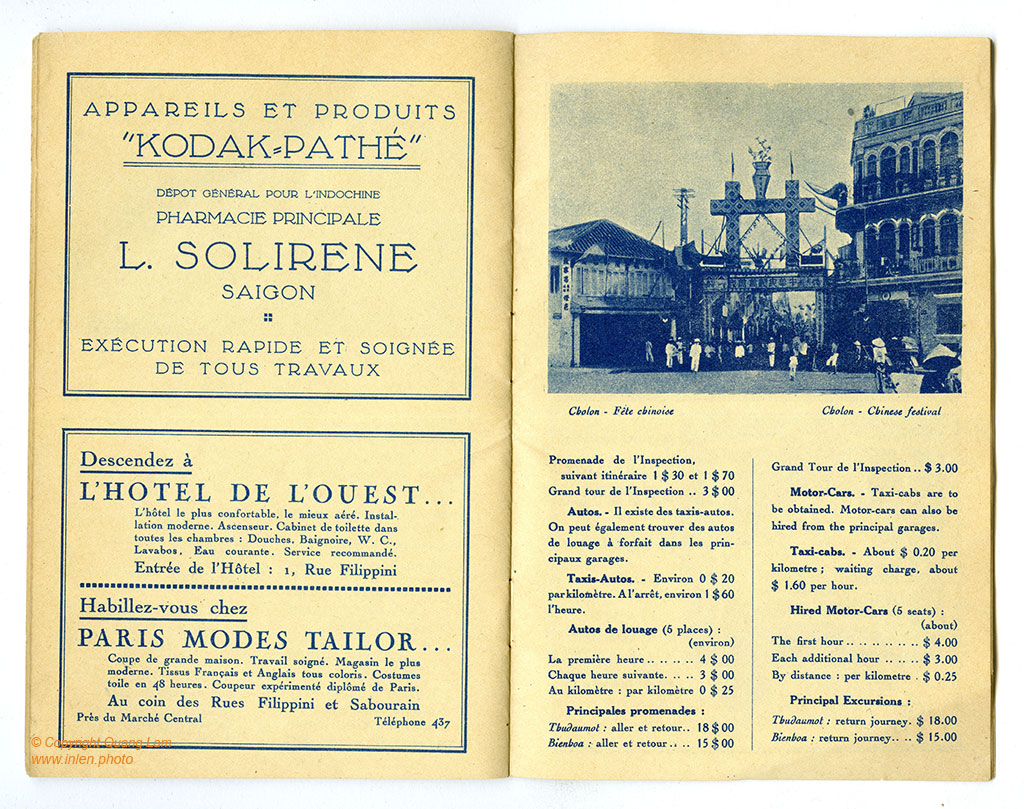 APPAREILS ET PRODUITS
"KODAK-PATHÉ"
DÉPOT GÉNÉRAL POUR L'INDOCHINE
PHARMACIE PRINCIPALE
L. SOLIRENE
SAIGON
EXÉCUTION RAPIDE ET SOIGNÉE
DE TOUS TRAVAUX
Descendez à
L'HOTEL DE L'OUEST...
L'hôtel le plus confortable, le mieux aéré. Instal-
lation moderne. Ascenseur. Cabinet de toilette dans
toutes les chambres : Douches. Baignoire, W. C.,
Lavabos, Eau courante. Service recommandé.
Entrée de l'Hôtel : 1, Rue Filippini
Habillez-vous chez
PARIS MODES TAILOR...
Coupe de grande maison. Travail soigné. Magasin le plus
moderne. Tissus Français et Anglais tous coloris. Costumes
toile en 48 heures. Coupeur expérimenté diplômé de Paris.
Au coin des Rues Filippini et Sabourain
Près du Marché Central Téléphone 437
© Copyright Quang Lam
www.inlen.photo
Cholon - Fête chinoise
Cholon - Chinese festival
Promenade de l'Inspection,
suivant itinéraire 1 $ 30 et 1 $ 70
Grand tour de l'Inspection .. 3 $ 00
Autos. - Il existe des taxis-autos.
On peut également trouver des autos
de louage à forfait dans les prin-
cipaux garages.
Taxis-Autos. - Environ 0 $ 20
par kilomètre. A l'arrêt, environ 1 $ 60
l'heure.
Autos de louage (5 places) :
(environ)
La première heure ...... 4 $ 00
Chaque heure suivante..... 3 $ 00
Au kilomètre : par kilomètre 0 $ 25
Principales promenades :
Thudaumot : aller et retour.. 18 $ 00
Bienhoa : aller et retour.... 15 $ 00
Grand Tour de l'Inspection .. $ 3.00
Motor-Cars. - Taxi-cabs are to
be obtained. Motor-cars can also be
hired from the principal garages.
Taxi-cabs. - About $ 0.20 per
kilometre ; waiting charge, about
$ 1.60 per hour.
Hired Motor-Cars (5 seats) :
(about)
The first hour ......... $ 4.00
Each additional hour ..... $ 3.00
By distance : per kilometre . $ 0.25
Principal Excursions :
Thudaumot : return journey. $ 18.00
Bienhoa : return journey.... $ 15.00